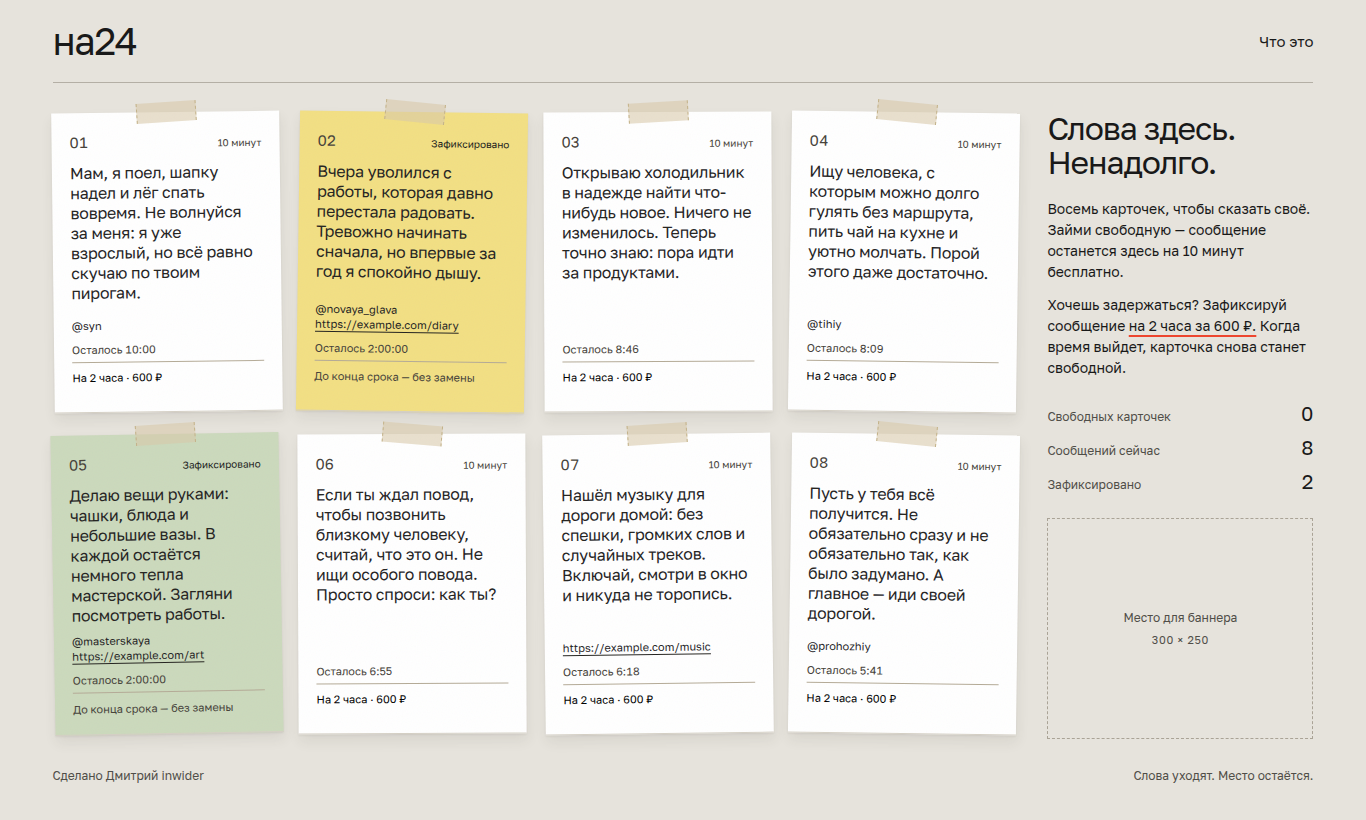 на24
Что это
01
10 минут
Мам, я поел, шапку
надел и лёг спать
вовремя. Не волнуйся
за меня: я уже
взрослый, но всё равно
скучаю по твоим
пирогам.
@syn
Осталось 10:00
На 2 часа · 600 ₽
02
Зафиксировано
Вчера уволился с
работы, которая давно
перестала радовать.
Тревожно начинать
сначала, но впервые за
год я спокойно дышу.
@novaya_glava
https://example.com/diary
Осталось 2:00:00
До конца срока — без замены
03
10 минут
Открываю холодильник
в надежде найти что-
нибудь новое. Ничего не
изменилось. Теперь
точно знаю: пора идти
за продуктами.
Осталось 8:46
На 2 часа · 600 ₽
04
10 минут
Ищу человека, с
которым можно долго
гулять без маршрута,
пить чай на кухне и
уютно молчать. Порой
этого даже достаточно.
@tihiy
Осталось 8:09
На 2 часа · 600 ₽
05
Зафиксировано
Делаю вещи руками:
чашки, блюда и
небольшие вазы. В
каждой остаётся
немного тепла
мастерской. Загляни
посмотреть работы.
@masterskaya
https://example.com/art
Осталось 2:00:00
До конца срока — без замены
06
10 минут
Если ты ждал повод,
чтобы позвонить
близкому человеку,
считай, что это он. Не
ищи особого повода.
Просто спроси: как ты?
Осталось 6:55
На 2 часа · 600 ₽
07
10 минут
Нашёл музыку для
дороги домой: без
спешки, громких слов и
случайных треков.
Включай, смотри в окно
и никуда не торопись.
https://example.com/music
Осталось 6:18
На 2 часа · 600 ₽
08
10 минут
Пусть у тебя всё
получится. Не
обязательно сразу и не
обязательно так, как
было задумано. А
главное — иди своей
дорогой.
@prohozhiy
Осталось 5:41
На 2 часа · 600 ₽
Слова здесь.
Ненадолго.
Восемь карточек, чтобы сказать своё.
Займи свободную — сообщение
останется здесь на 10 минут
бесплатно.
Хочешь задержаться? Зафиксируй
сообщение на 2 часа за 600 ₽. Когда
время выйдет, карточка снова станет
свободной.
Свободных карточек 0
Сообщений сейчас 8
Зафиксировано 2
Место для баннера
300 × 250
Сделано Дмитрий inwider
Слова уходят. Место остаётся.